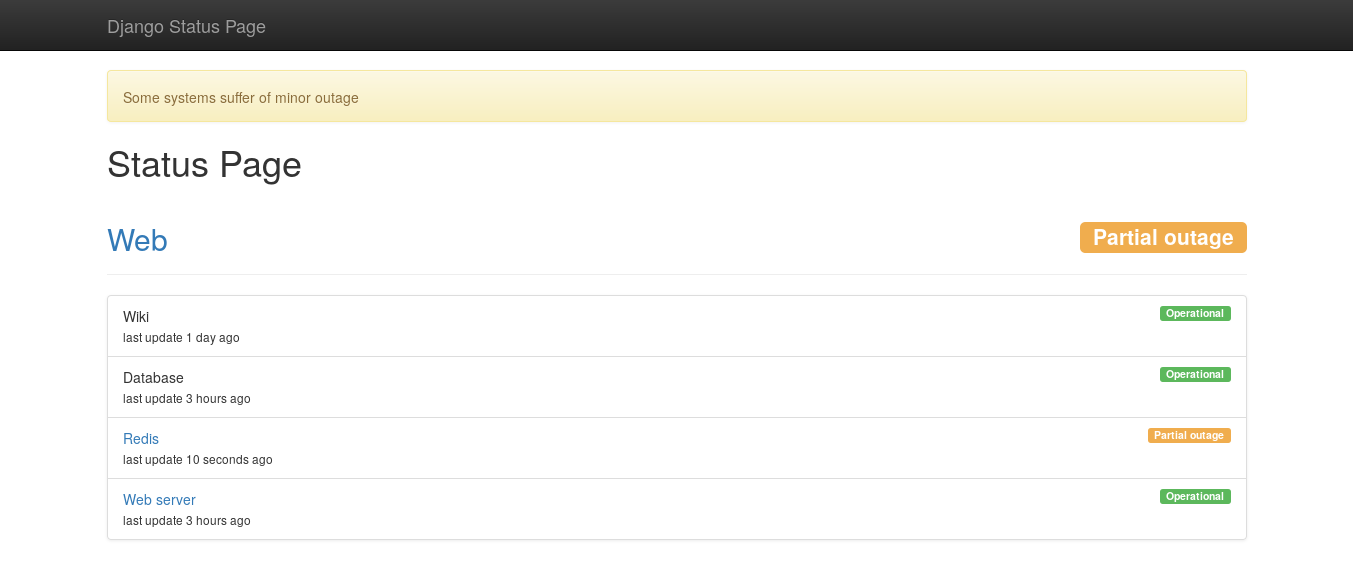 Django Status Page
Some systems suffer of minor outage
Status Page
Web
Partial outage
Wiki
Operational
last update 1 day ago
Database
Operational
last update 3 hours ago
Redis
Partial outage
last update 10 seconds ago
Web server
Operational
last update 3 hours ago